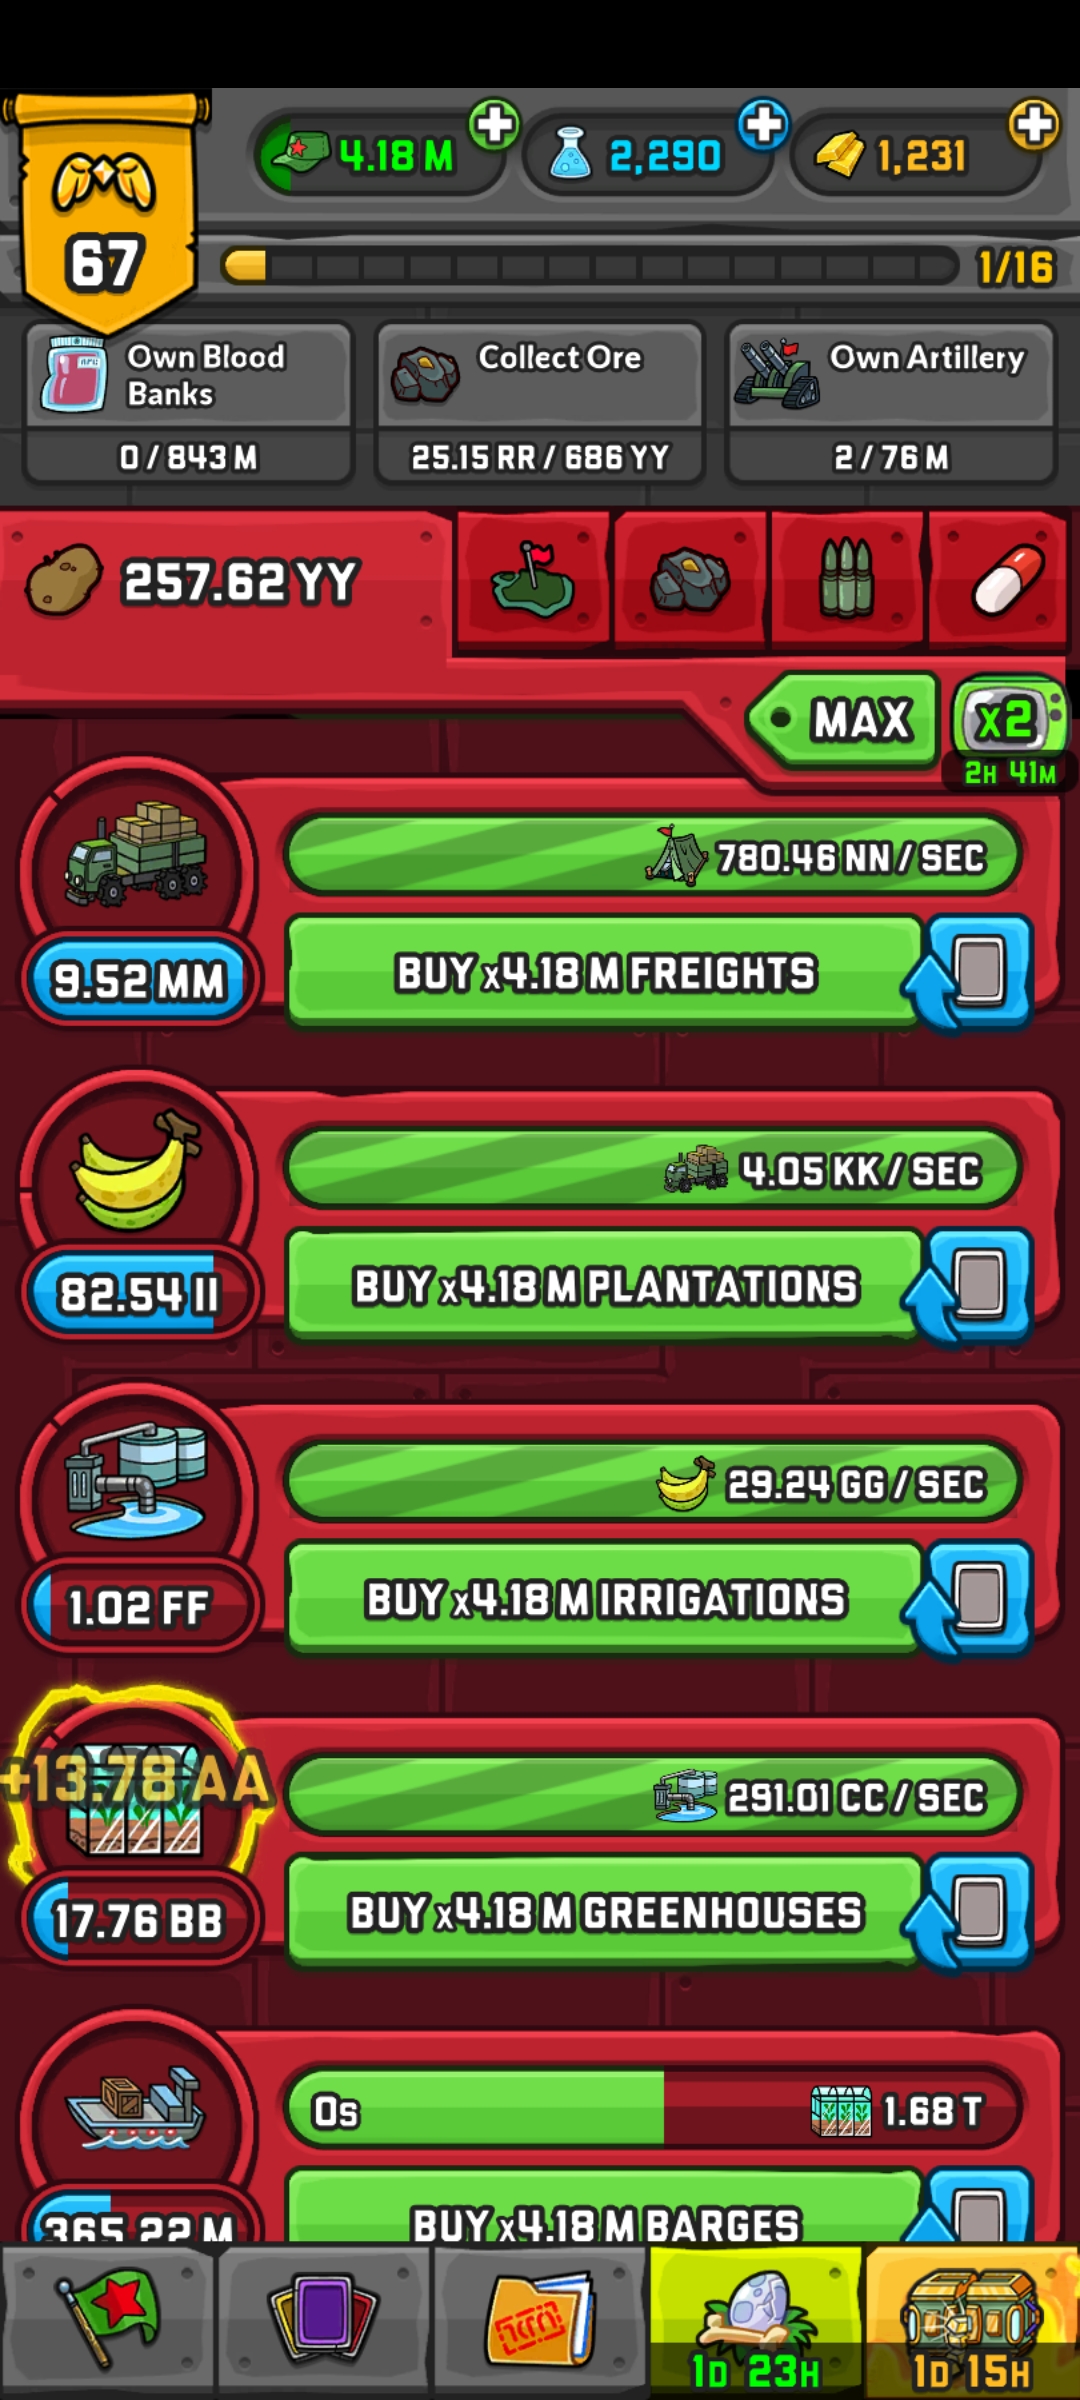 67
4.18 M
2,290
1,231
1/16
Own Blood
Banks
0 / 843 M
Collect Ore
25.15 RR / 686 YY
Own Artillery
2 / 76 M
257.62 YY
MAX
x2
2H 41M
780.46 NN / SEC
9.52 MM
BUY x4.18 M FREIGHTS
4.05 KK / SEC
82.54 II
BUY x4.18 M PLANTATIONS
29.24 GG / SEC
1.02 FF
BUY x4.18 M IRRIGATIONS
+13.78 AA
291.01 CC / SEC
17.76 BB
BUY x4.18 M GREENHOUSES
0s
1.68 T
365.22 M
BUY x4.18 M BARGES
1D 23H
1D 15H